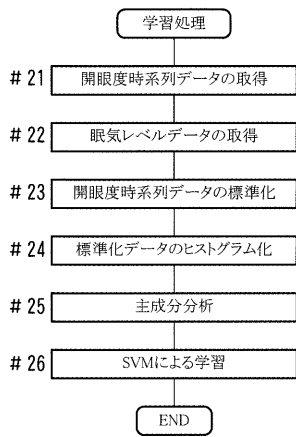 学習処理
#21 開眼度時系列データの取得
#22 眠気レベルデータの取得
#23 開眼度時系列データの標準化
#24 標準化データのヒストグラム化
#25 主成分分析
#26 SVMによる学習
END